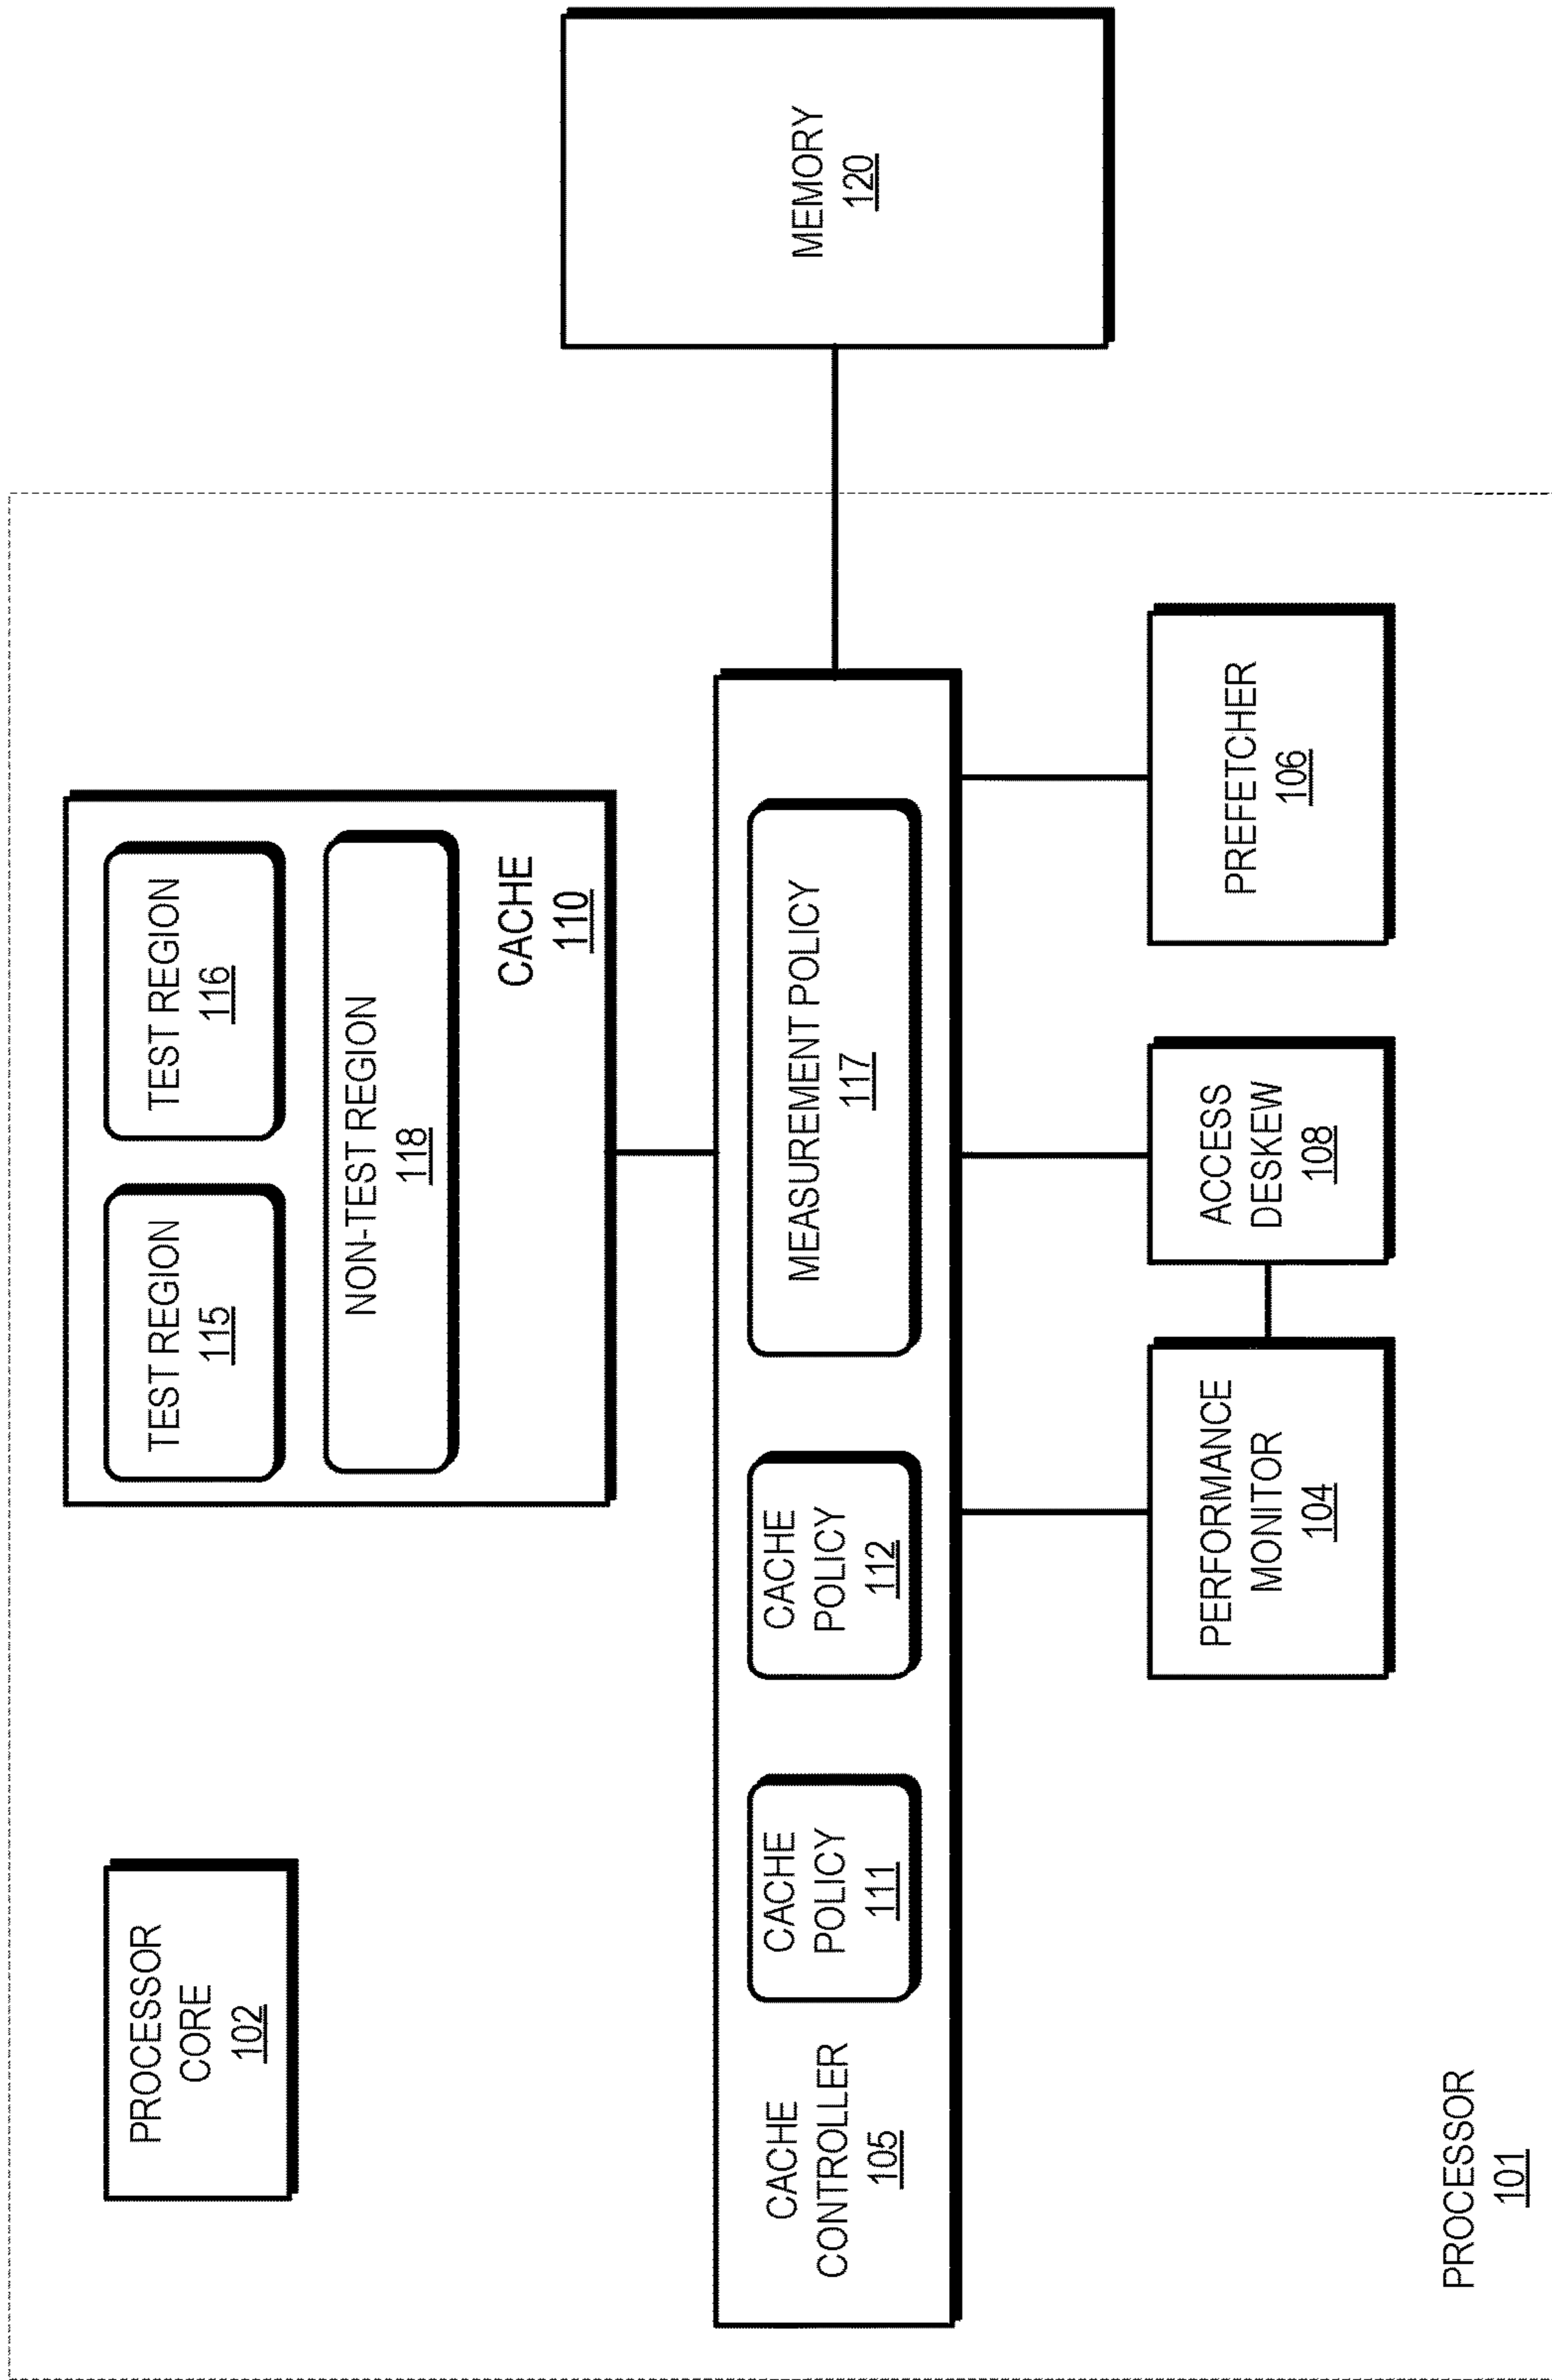 PROCESSOR
CORE
102
TEST REGION
115
TEST REGION
116
NON-TEST REGION
118
CACHE
110
CACHE
CONTROLLER
105
CACHE
POLICY
111
CACHE
POLICY
112
MEASUREMENT POLICY
117
MEMORY
120
PERFORMANCE
MONITOR
104
ACCESS
DESKEW
108
PREFETCHER
106
PROCESSOR
101